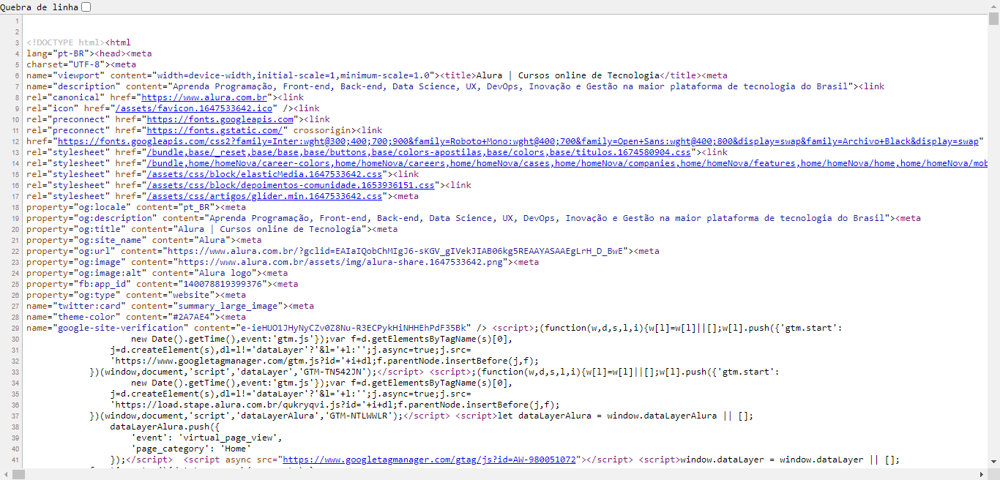 Quebra de linha
1
2
3 <!DOCTYPE html><html
4 lang="pt-BR"><head><meta
5 charset="UTF-8"><meta
6 name="viewport" content="width=device-width,initial-scale=1,minimum-scale=1.0"><title>Alura | Cursos online de Tecnologia</title><meta
7 name="description" content="Aprenda Programação, Front-end, Back-end, Data Science, UX, DevOps, Inovação e Gestão na maior plataforma de tecnologia do Brasil"><link
8 rel="canonical" href="https://www.alura.com.br"><link
9 rel="icon" href="/assets/favicon.1647533642.ico" /><link
10 rel="preconnect" href="https://fonts.googleapis.com"><link
11 rel="preconnect" href="https://fonts.gstatic.com/" crossorigin><link
12 href="https://fonts.googleapis.com/css2?family=Inter:wght@300;400;700;900&family=Roboto+Mono:wght@400;700&family=Open+Sans:wght@400;800&display=swap&family=Archivo+Black&display=swap"
13 rel="stylesheet" href="/bundle,base/_reset,base/base,base/buttons,base/colors-apostilas,base/colors,base/titulos.1674580904.css"><link
14 rel="stylesheet" href="/bundle,home/homeNova/career-colors,home/homeNova/careers,home/homeNova/cases,home/homeNova/companies,home/homeNova/features,home/homeNova/home,home/homeNova/mob
15 rel="stylesheet" href="/assets/css/block/elasticMedia.1647533642.css"><link
16 rel="stylesheet" href="/assets/css/block/depoimentos-comunidade.1653936151.css"><link
17 rel="stylesheet" href="/assets/css/artigos/glider.min.1647533642.css"><meta
18 property="og:locale" content="pt_BR"><meta
19 property="og:description" content="Aprenda Programação, Front-end, Back-end, Data Science, UX, DevOps, Inovação e Gestão na maior plataforma de tecnologia do Brasil"><meta
20 property="og:title" content="Alura | Cursos online de Tecnologia"><meta
21 property="og:site_name" content="Alura"><meta
22 property="og:url" content="https://www.alura.com.br/?gclid=EAIaIQobChMIgJ6-sKGV_gIVekJIAB06kg5REAAYASAAEgLrH_D_BwE"><meta
23 property="og:image" content="https://www.alura.com.br/assets/img/alura-share.1647533642.png"><meta
24 property="og:image:alt" content="Alura logo"><meta
25 property="fb:app_id" content="140078819399376"><meta
26 property="og:type" content="website"><meta
27 name="twitter:card" content="summary_large_image"><meta
28 name="theme-color" content="#2A7AE4"><meta
29 name="google-site-verification" content="e-ieHUO1JHyNyCZv0Z8Nu-R3ECPykHiNHHEhPdF35Bk" /> <script>;(function(w,d,s,l,i){w[l]=w[l]||[];w[l].push({'gtm.start':
30 new Date().getTime(),event:'gtm.js'});var f=d.getElementsByTagName(s)[0],
31 j=d.createElement(s),dl=l!='dataLayer'?'&l='+l:'';j.async=true;j.src=
32 'https://www.googletagmanager.com/gtm.js?id='+i+dl;f.parentNode.insertBefore(j,f);
33 })(window,document,'script','dataLayer','GTM-TN542JN');</script> <script>;(function(w,d,s,l,i){w[l]=w[l]||[];w[l].push({'gtm.start':
34 new Date().getTime(),event:'gtm.js'});var f=d.getElementsByTagName(s)[0],
35 j=d.createElement(s),dl=l!='dataLayer'?'&l='+l:'';j.async=true;j.src=
36 'https://load.stape.alura.com.br/qukryqvi.js?id='+i+dl;f.parentNode.insertBefore(j,f);
37 })(window,document,'script','dataLayerAlura','GTM-NTLWWLR');</script> <script>let dataLayerAlura = window.dataLayerAlura || [];
38 dataLayerAlura.push({
39 'event': 'virtual_page_view',
40 'page_category': 'Home'
41 });</script> <script async src="https://www.googletagmanager.com/gtag/js?id=AW-980051072"></script> <script>window.dataLayer = window.dataLayer || [];